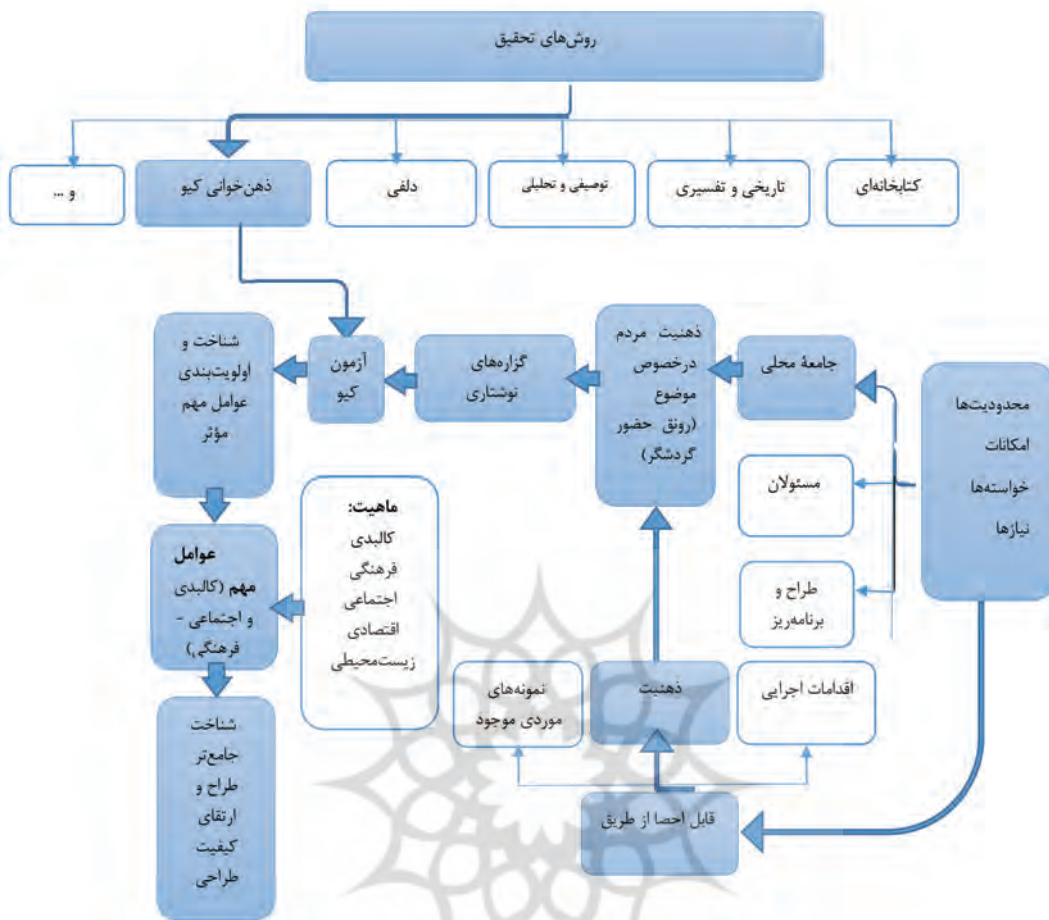 روش‌های تحقیق
کتابخانه‌ای
تاریخی و تفسیری
توصیفی و تحلیلی
دلفی
ذهن‌خوانی کیو
و ...
محدودیت‌ها
امکانات
خواسته‌ها
نیازها
جامعهٔ محلی
مسئولان
طراح و
برنامه‌ریز
ذهنیت مردم
درخصوص
موضوع
(رونق حضور
گردشگر)
گزاره‌های
نوشتاری
آزمون
کیو
شناخت و
اولویت‌بندی
عوامل مهم
مؤثر
ماهیت:
کالبدی
فرهنگی
اجتماعی
اقتصادی
زیست‌محیطی
عوامل
مهم (کالبدی
و اجتماعی -
فرهنگی)
اقدامات اجرایی
ذهنیت
نمونه‌های
موردی موجود
قابل احصا از طریق
شناخت
جامع‌تر
طراح و
ارتقای
کیفیت
طراحی